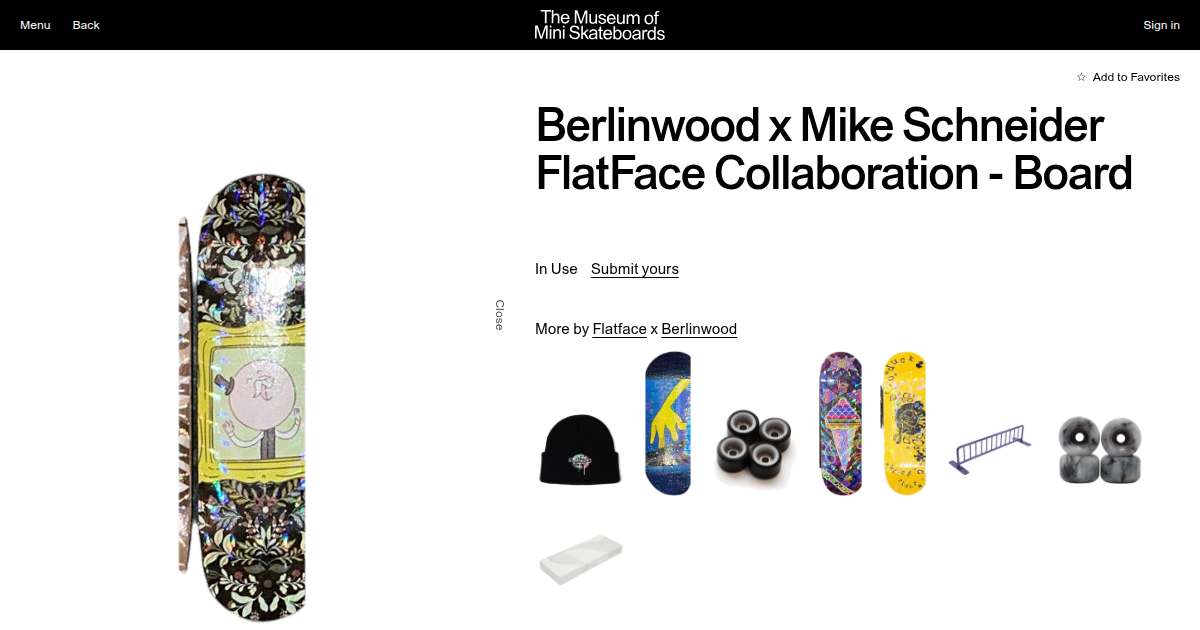 Menu
Back
The Museum of
Mini Skateboards
Sign in
☆ Add to Favorites
Berlinwood x Mike Schneider
FlatFace Collaboration - Board
In Use
Submit yours
Close
More by Flatface x Berlinwood